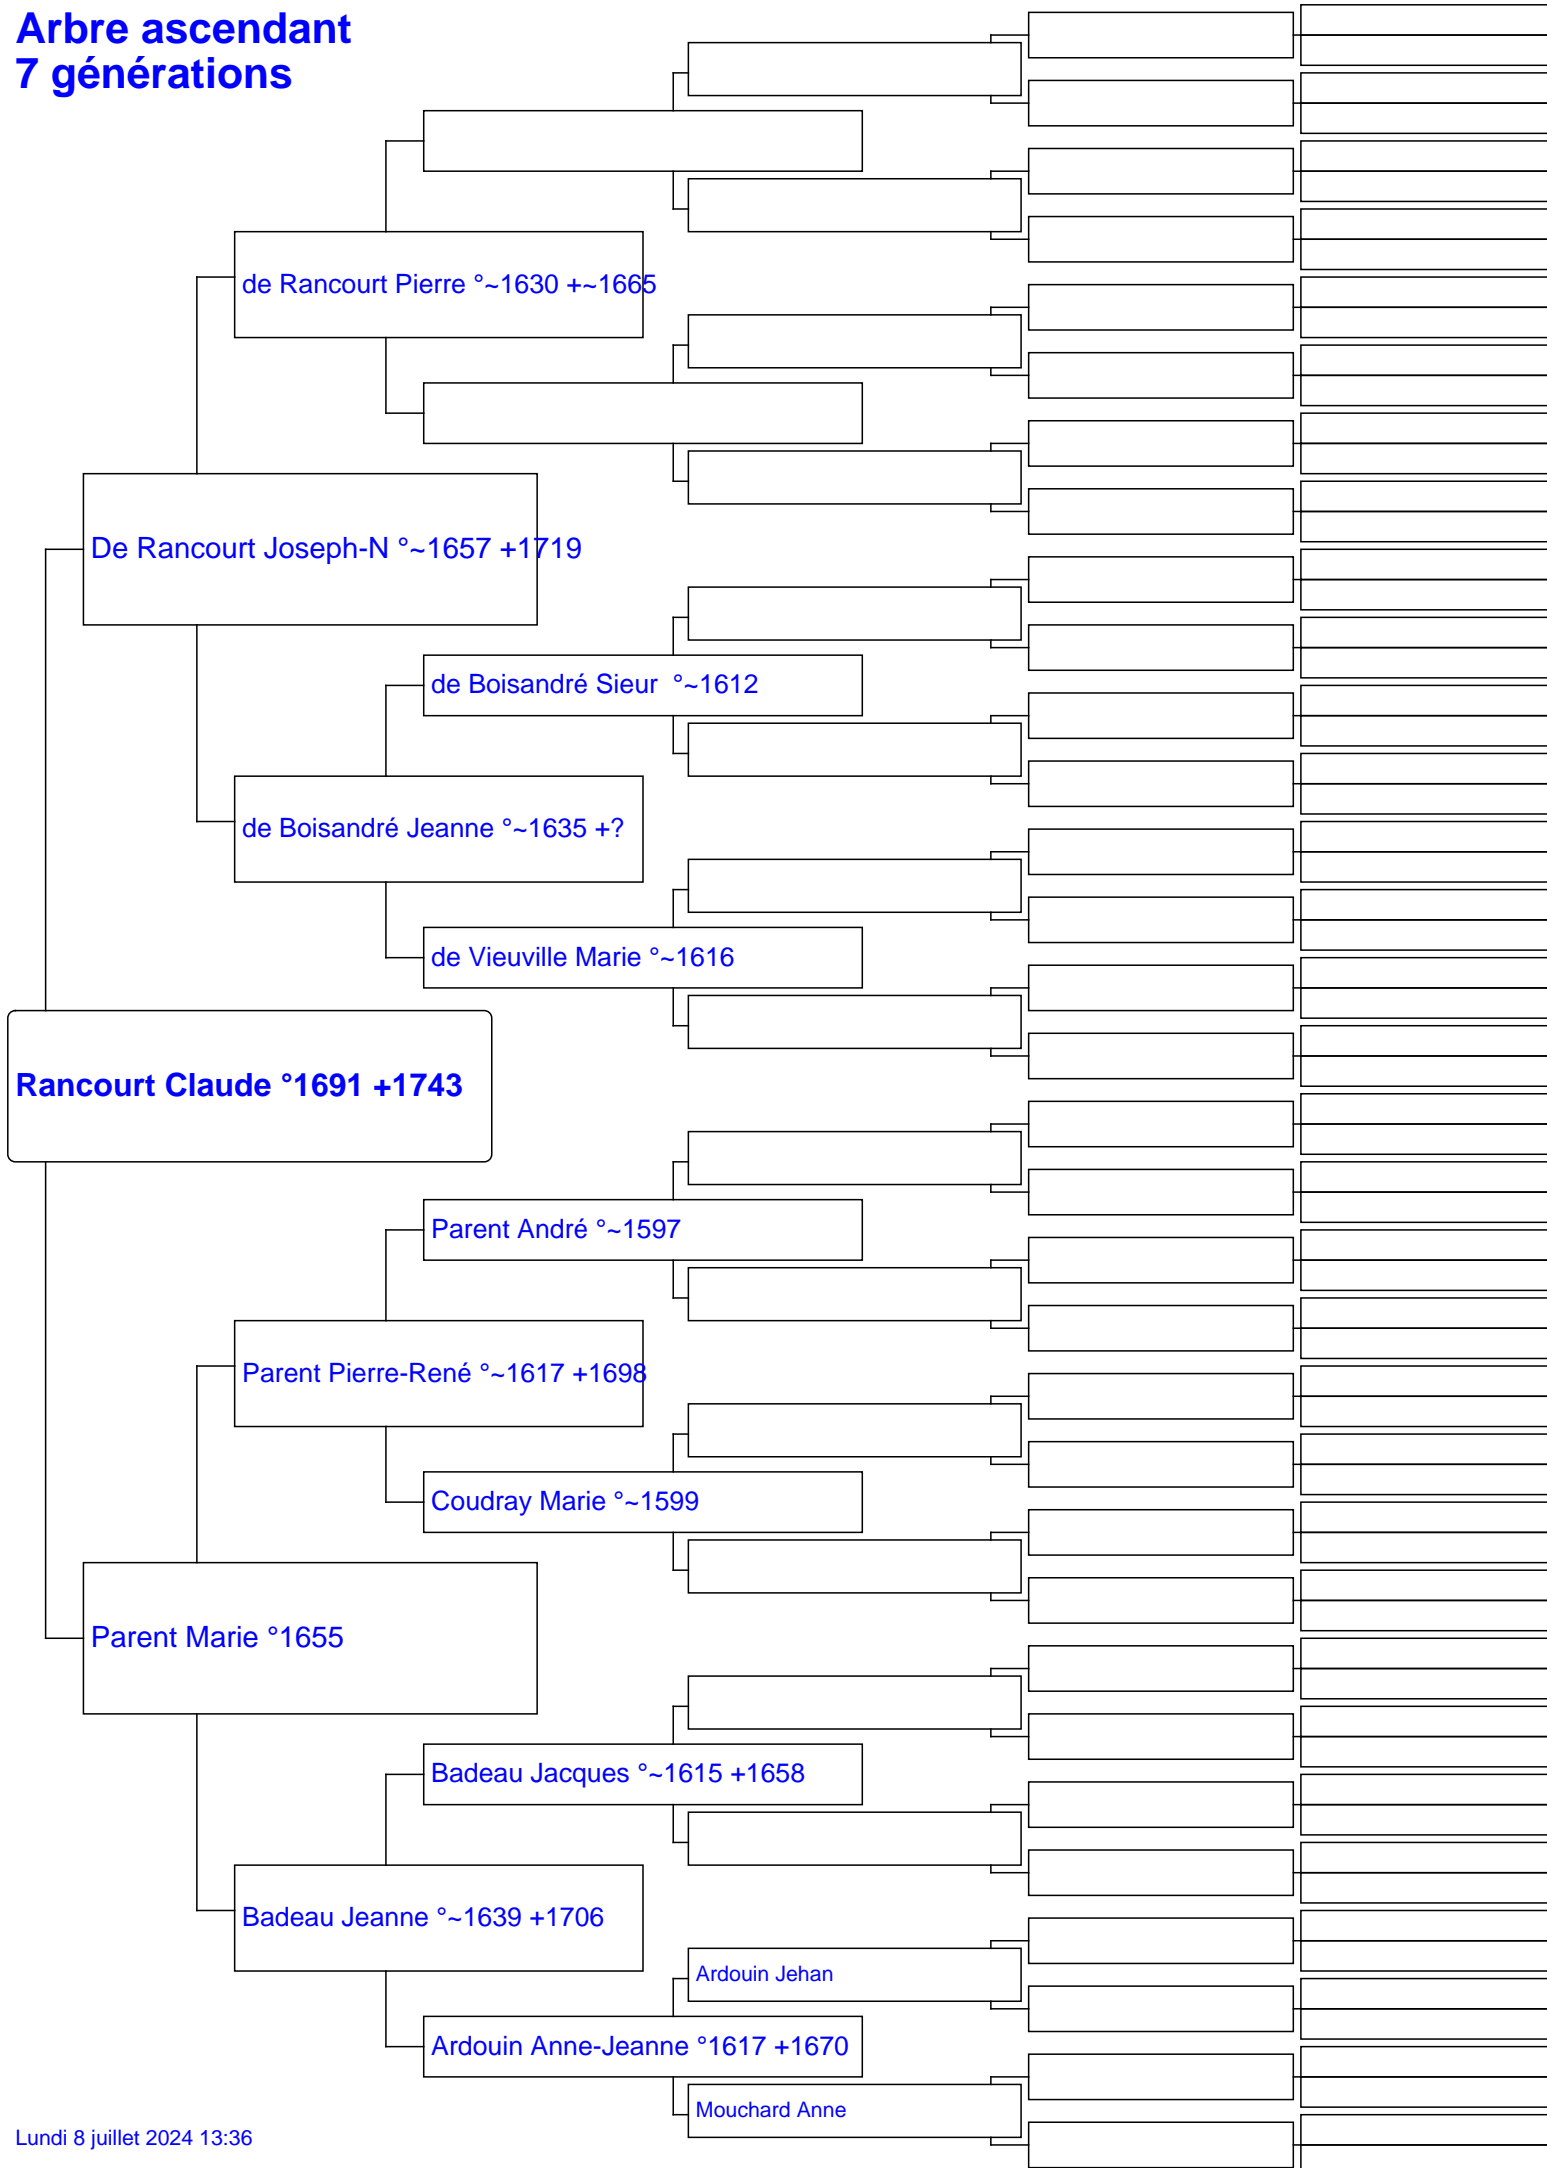 Arbre ascendant
7 générations
de Rancourt Pierre °~1630 +~1665
De Rancourt Joseph-N °~1657 +1719
de Boisandré Sieur  °~1612
de Boisandré Jeanne °~1635 +?
de Vieuville Marie °~1616
Rancourt Claude °1691 +1743
Parent André °~1597
Parent Pierre-René °~1617 +1698
Coudray Marie °~1599
Parent Marie °1655
Badeau Jacques °~1615 +1658
Badeau Jeanne °~1639 +1706
Ardouin Jehan
Ardouin Anne-Jeanne °1617 +1670
Mouchard Anne
Lundi 8 juillet 2024 13:36